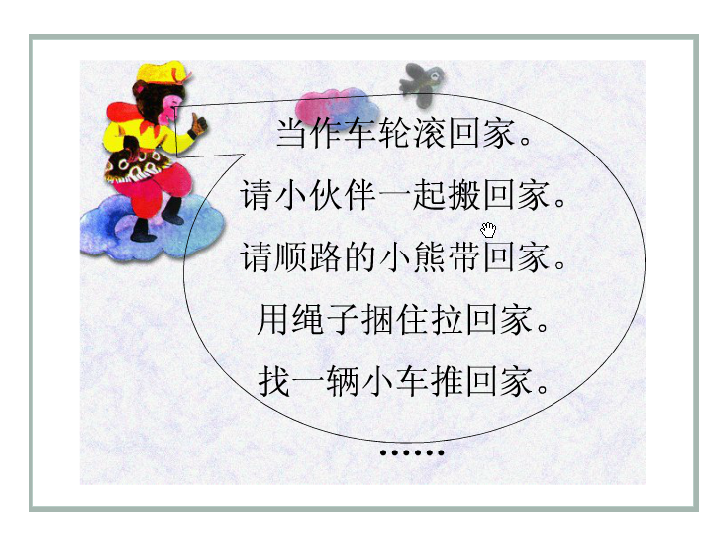 当作车轮滚回家。
请小伙伴一起搬回家。
请顺路的小熊带回家。
用绳子捆住拉回家。
找一辆小车推回家。
······